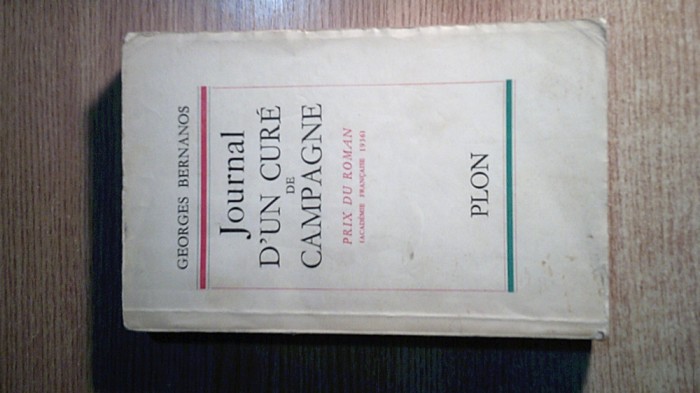 GEORGES BERNANOS
Journal
D'UN CURÉ
DE
CAMPAGNE
PRIX DU ROMAN
(ACADÉMIE FRANÇAISE 1936)
PLON